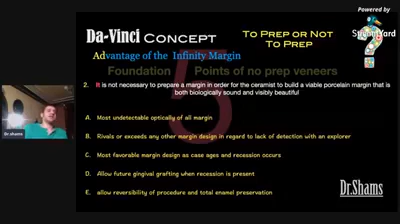 Powered by
StreamYard
Da-Vinci CONCEPT
TO PREP OR NOT
TO PREP
Advantage of the Infinity Margin
5
Foundation Points of no prep veneers
2. It is not necessary to prepare a margin in order for the ceramist to build a viable porcelain margin that is
both biologically sound and visibly beautiful
A. Most undetectable optically of all margin
B. Rivals or exceeds any other margin design in regard to lack of detection with an explorer
C. Most favorable margin design as case ages and recession occurs
D. Allow future gingival grafting when recession is present
E. allow reversibility of procedure and total enamel preservation
Dr.shams
Dr.Shams